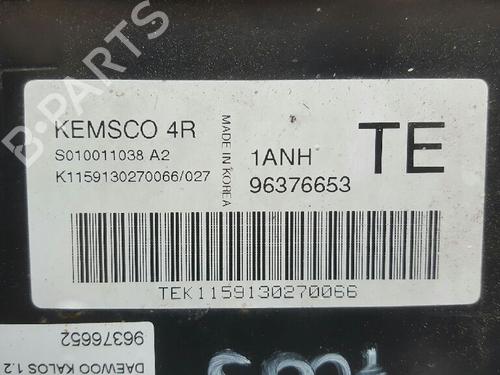 B-PARTS
KEMSCO 4R
S010011038 A2
K1159130270066/027
MADE IN KOREA
1ANH
96376653
TE
TEK1159130270066
DAEWOO KALOS 1.2
96376652